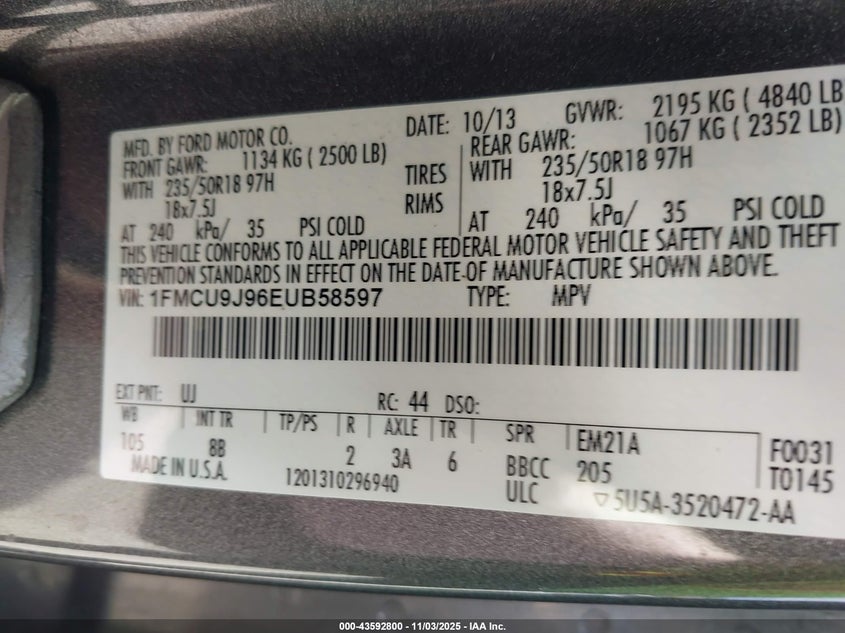 MFD. BY FORD MOTOR CO. DATE: 10/13 GVWR: 2195 KG ( 4840 LB
FRONT GAWR: 1134 KG ( 2500 LB) REAR GAWR: 1067 KG ( 2352 LB)
WITH 235/50R18 97H TIRES WITH 235/50R18 97H
18x7.5J RIMS 18x7.5J
AT 240 kPa/ 35 PSI COLD AT 240 kPa/ 35 PSI COLD
THIS VEHICLE CONFORMS TO ALL APPLICABLE FEDERAL MOTOR VEHICLE SAFETY AND THEFT
PREVENTION STANDARDS IN EFFECT ON THE DATE OF MANUFACTURE SHOWN ABOVE.
VIN: 1FMCU9J96EUB58597 TYPE: MPV
EXT PNT: UJ RC: 44 DSO:
WB INT TR TP/PS R AXLE TR SPR EM21A F0031
105 8B 2 3A 6 BBCC 205 T0145
MADE IN U.S.A. 1201310296940 ULC ▽5U5A-3520472-AA
000-43592800 - 11/03/2025 - IAA Inc.